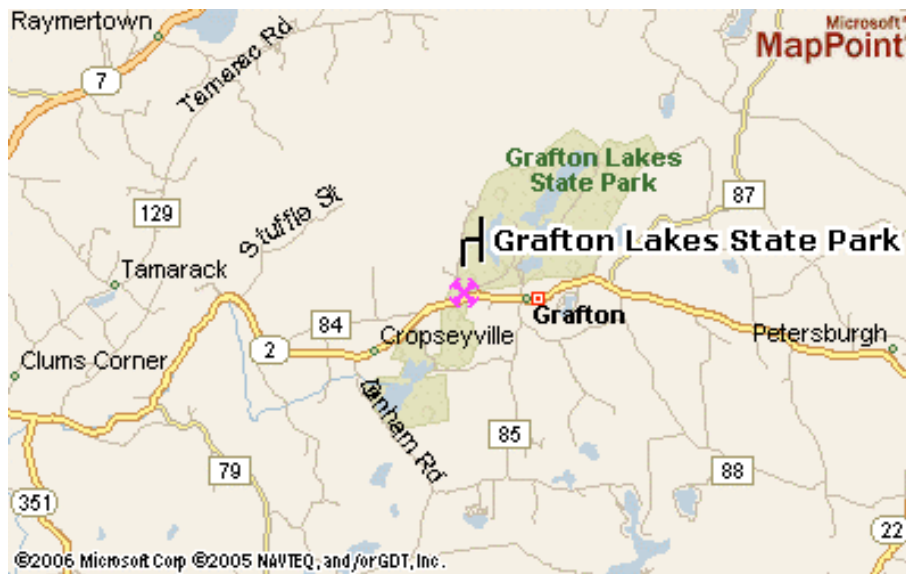 Raymertown
Microsoft®
MapPoint®
7
Tamarac Rd
Grafton Lakes
State Park
87
129
Stuffle St
Grafton Lakes State Park
Tamarack
84
Grafton
2
Cropseyville
Petersburgh
Clums Corner
Rd
85
79
88
351
22
©2006 Microsoft Corp ©2005 NAVTEQ, and/or GDT, Inc.